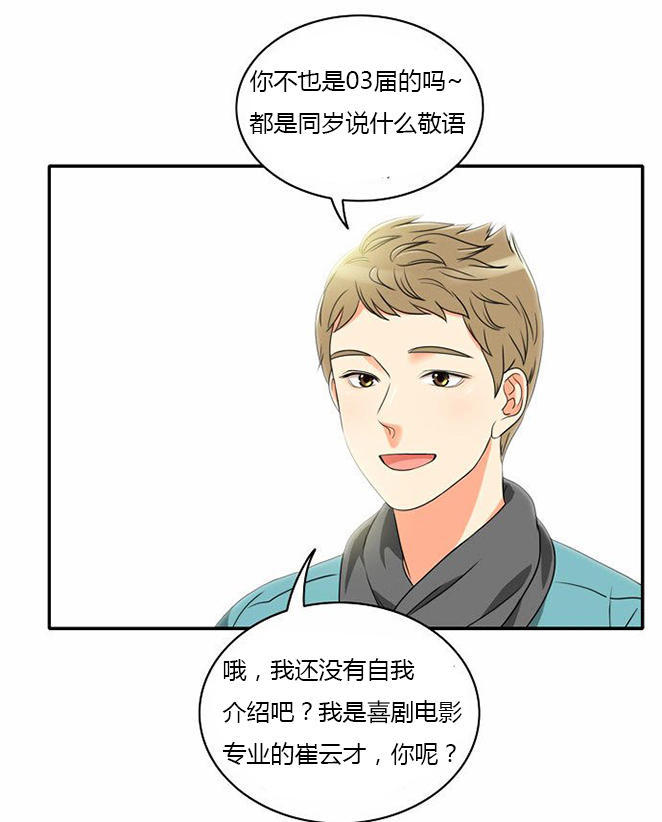 你不也是03届的吗~
都是同岁说什么敬语
哦，我还没有自我
介绍吧？我是喜剧电影
专业的崔云才，你呢？